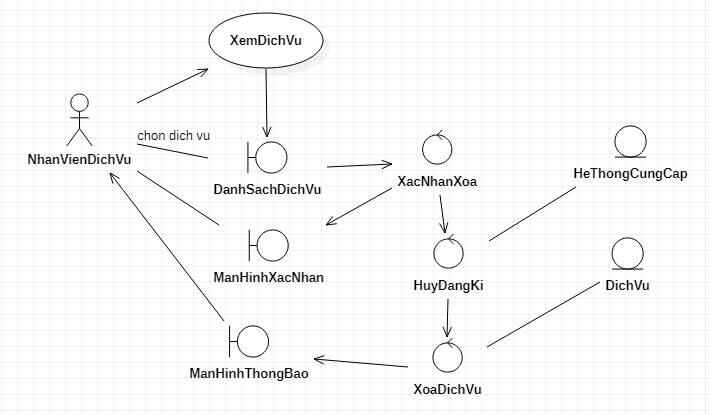 XemDichVu
chon dich vu
NhanVienDichVu
DanhSachDichVu
XacNhanXoa
HeThongCungCap
ManHinhXacNhan
HuyDangKi
DichVu
ManHinhThongBao
XoaDichVu